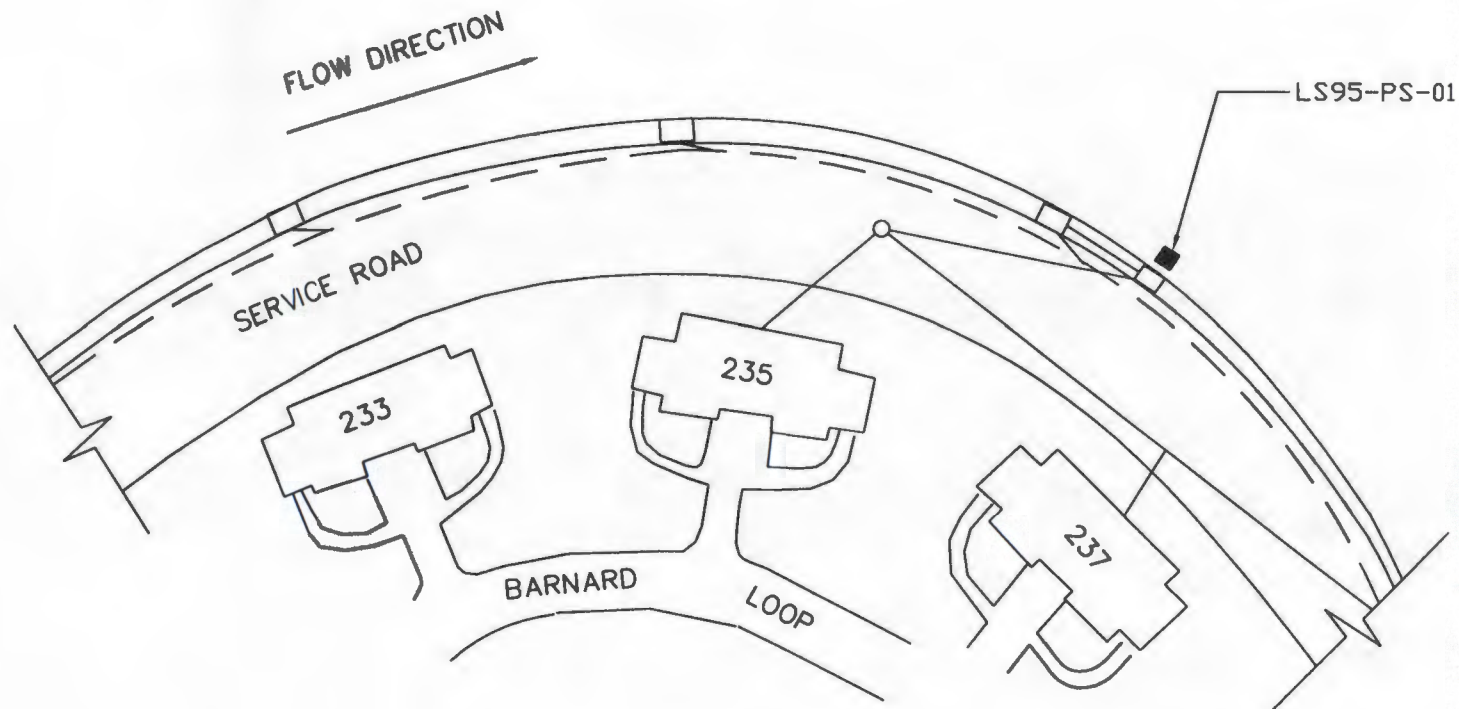 FLOW DIRECTION
LS95-PS-01
SERVICE ROAD
233
235
237
BARNARD LOOP